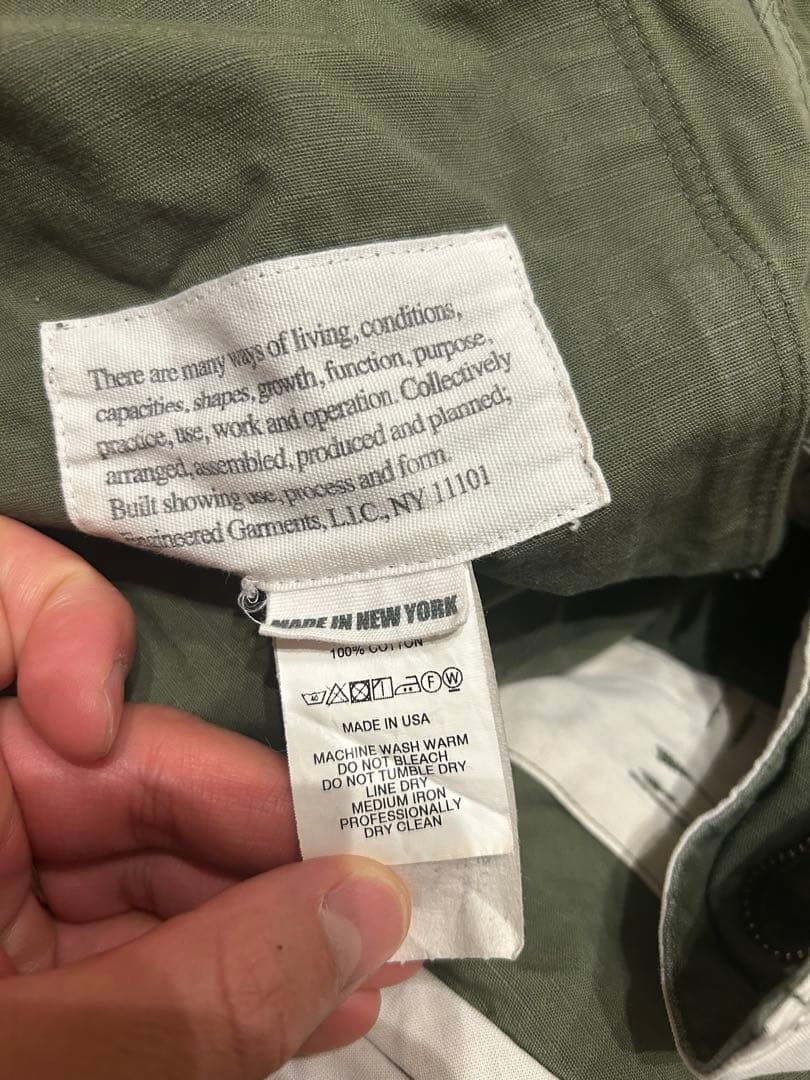 There are many ways of living, conditions,
capacities, shapes, growth, function, purpose,
practice, use, work and operation. Collectively
arranged, assembled, produced and planned;
Built showing use, process and form.
Engineered Garments, L.I.C., NY 11101
MADE IN NEW YORK
100% COTTON
40 F W
MADE IN USA
MACHINE WASH WARM
DO NOT BLEACH
DO NOT TUMBLE DRY
LINE DRY
MEDIUM IRON
PROFESSIONALLY
DRY CLEAN